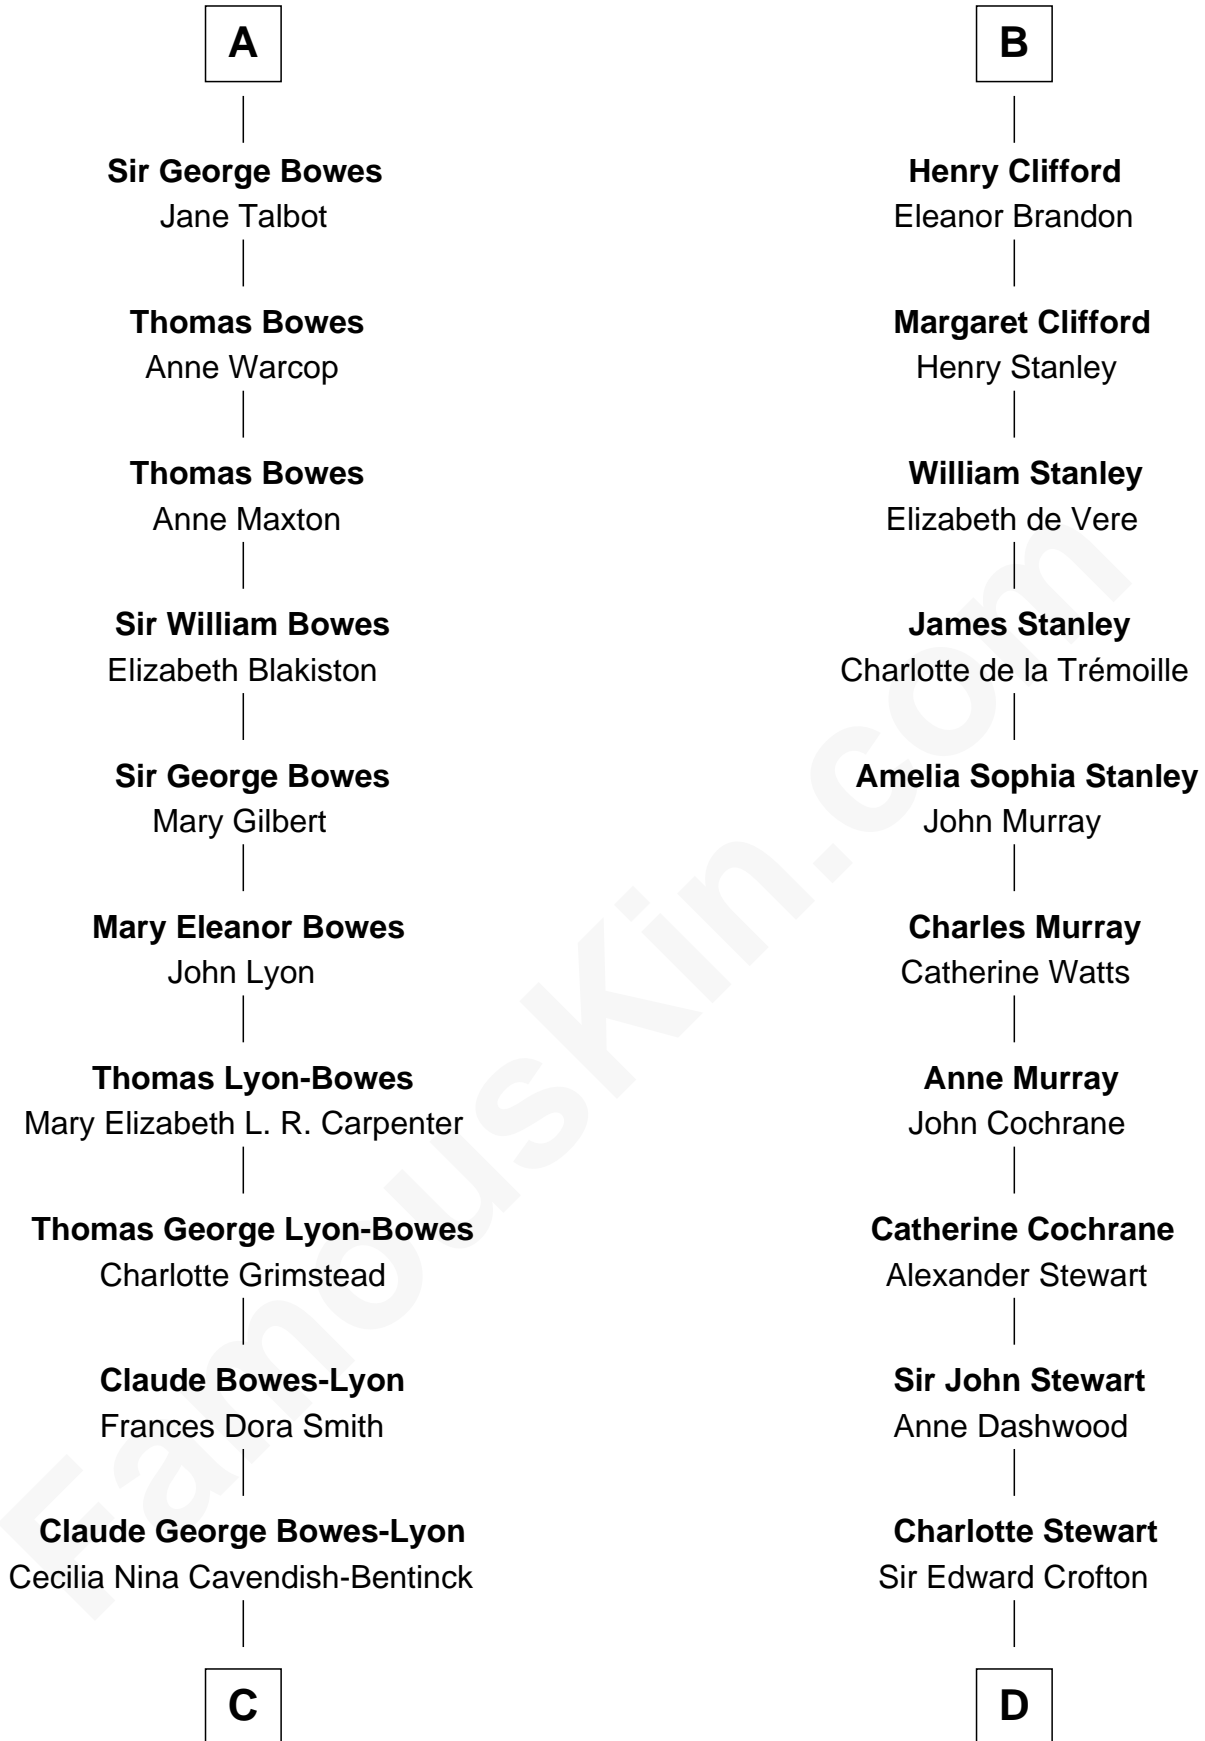 A
Sir George Bowes
Jane Talbot
Thomas Bowes
Anne Warcop
Thomas Bowes
Anne Maxton
Sir William Bowes
Elizabeth Blakiston
Sir George Bowes
Mary Gilbert
Mary Eleanor Bowes
John Lyon
Thomas Lyon-Bowes
Mary Elizabeth L. R. Carpenter
Thomas George Lyon-Bowes
Charlotte Grimstead
Claude Bowes-Lyon
Frances Dora Smith
Claude George Bowes-Lyon
Cecilia Nina Cavendish-Bentinck
C
B
Henry Clifford
Eleanor Brandon
Margaret Clifford
Henry Stanley
William Stanley
Elizabeth de Vere
James Stanley
Charlotte de la Trémoille
Amelia Sophia Stanley
John Murray
Charles Murray
Catherine Watts
Anne Murray
John Cochrane
Catherine Cochrane
Alexander Stewart
Sir John Stewart
Anne Dashwood
Charlotte Stewart
Sir Edward Crofton
D
FamousKin.com